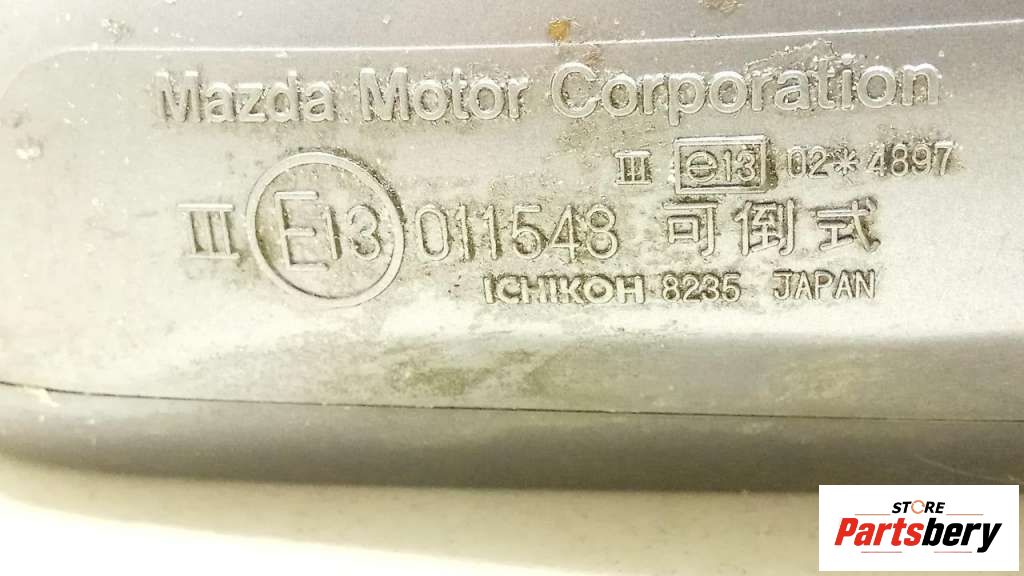 Mazda Motor Corporation
III e13 02*4897
III E13 011548 可倒式
ICHIKOH 8235 JAPAN
STORE
Partsbery